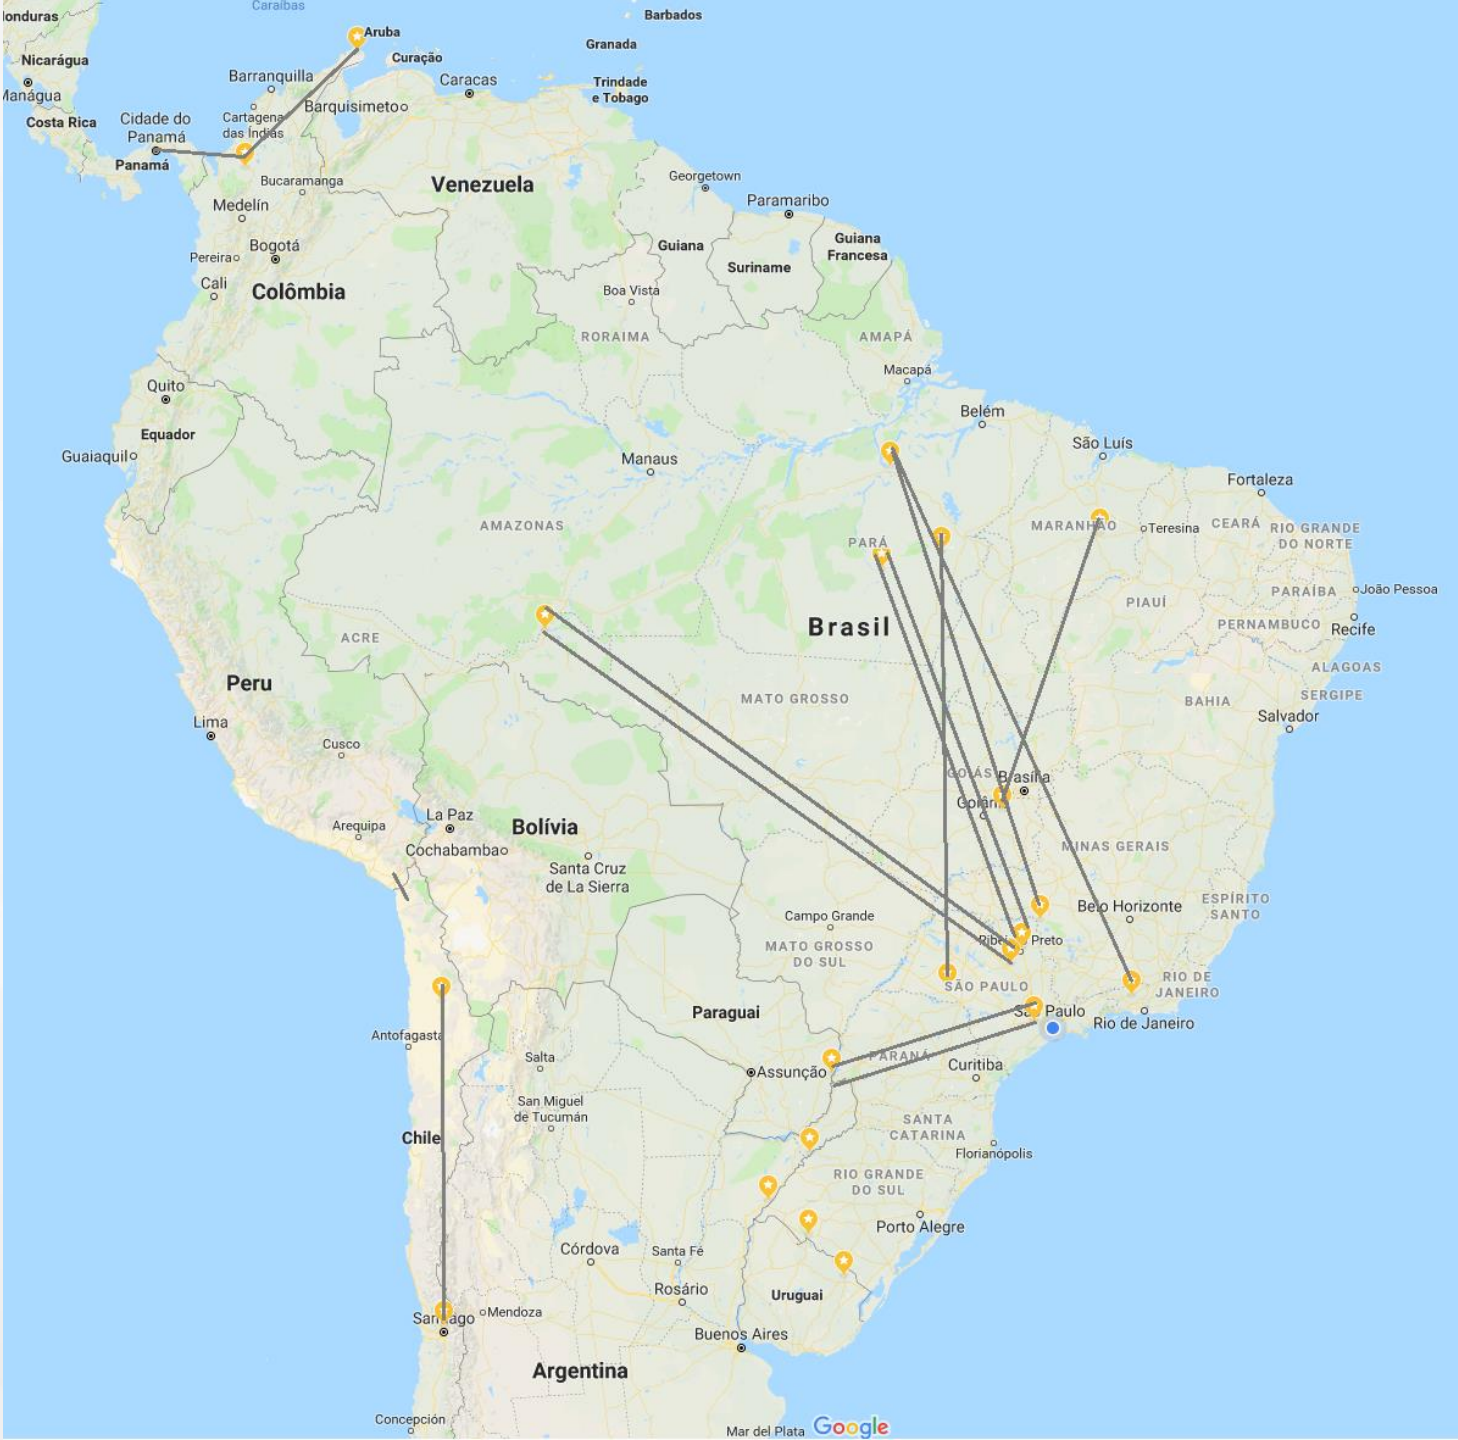 Caraíbas
Honduras
Aruba
Barbados
Granada
Nicarágua
Curação
Barranquilla
Caracas
Trindade
e Tobago
Manágua
Barquisimeto
Costa Rica
Cidade do
Panamá
Cartagena
das Índias
Panamá
Bucaramanga
Venezuela
Georgetown
Medelín
Paramaribo
Bogotá
Guiana
Guiana
Francesa
Pereira
Suriname
Cali
Colômbia
Boa Vista
RORAIMA
AMAPÁ
Macapá
Quito
Belém
Equador
São Luís
Guaiaquil
Manaus
Fortaleza
AMAZONAS
MARANHÃO
Teresina
CEARÁ
RIO GRANDE
DO NORTE
PARÁ
PARAÍBA
João Pessoa
PIAUÍ
Brasil
PERNAMBUCO
Recife
ACRE
ALAGOAS
Peru
MATO GROSSO
BAHIA
SERGIPE
Lima
Salvador
Cusco
GOIÁS
Brasília
Goiânia
La Paz
Arequipa
Bolívia
Cochabamba
MINAS GERAIS
Santa Cruz
de La Sierra
Campo Grande
Belo Horizonte
ESPÍRITO
SANTO
MATO GROSSO
DO SUL
Ribeirão Preto
SÃO PAULO
RIO DE
JANEIRO
Paraguai
São Paulo
Rio de Janeiro
Antofagasta
Salta
Assunção
PARANÁ
Curitiba
San Miguel
de Tucumán
SANTA
CATARINA
Chile
Florianópolis
RIO GRANDE
DO SUL
Porto Alegre
Córdova
Santa Fé
Rosário
Uruguai
Santiago
Mendoza
Buenos Aires
Argentina
Concepción
Mar del Plata
Google